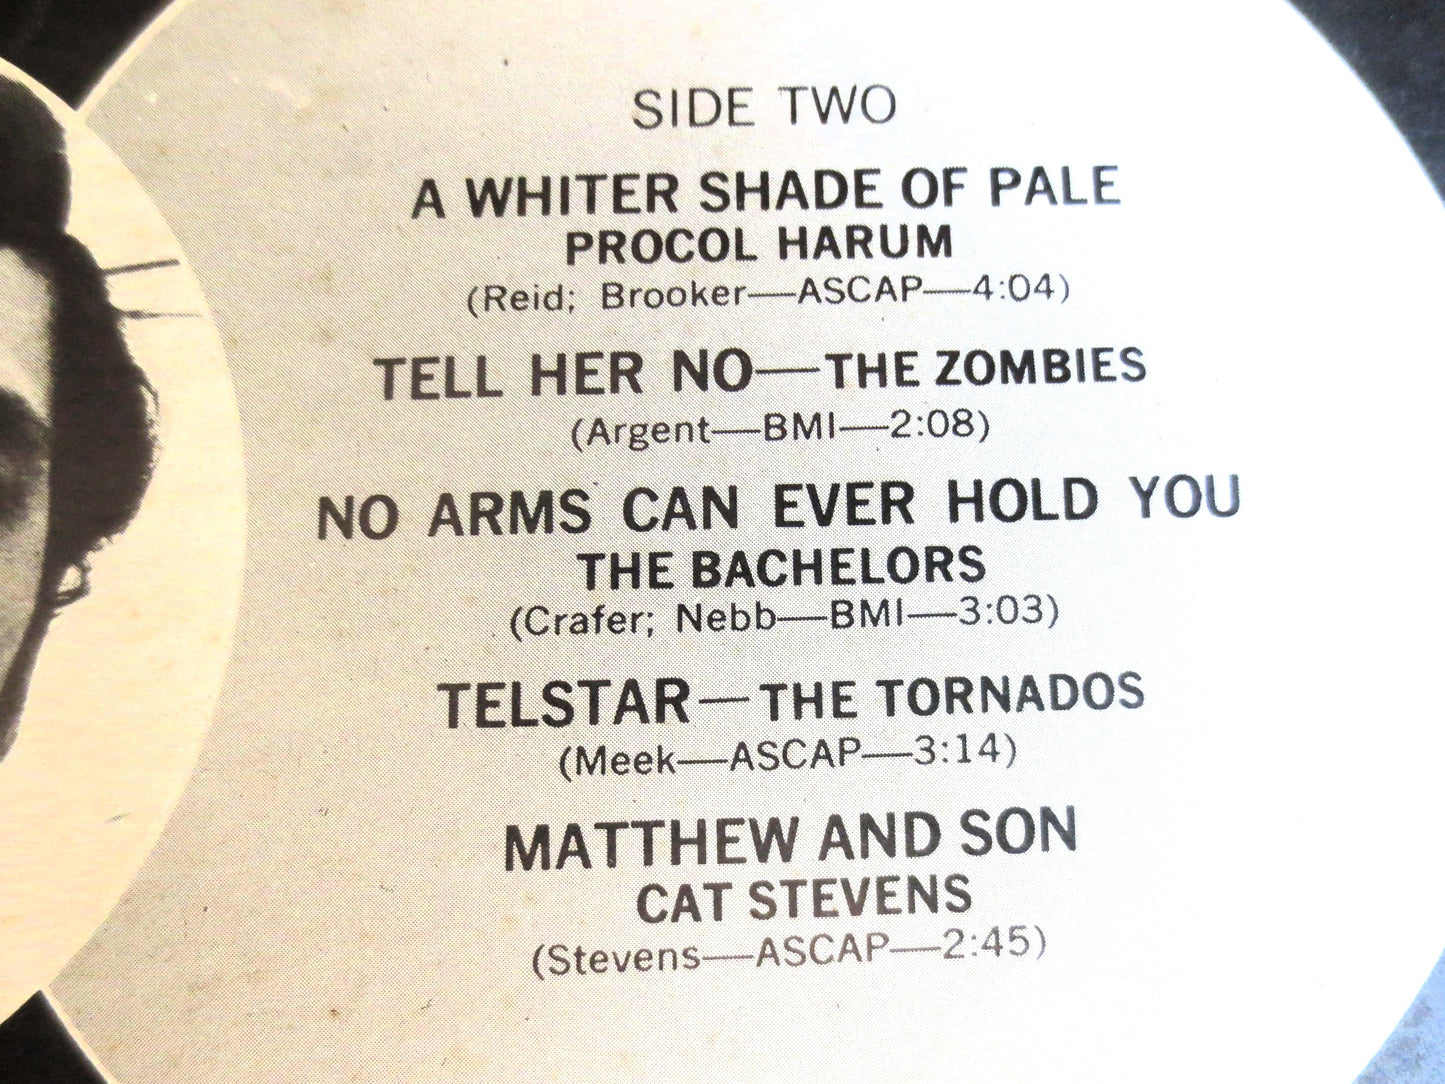 SIDE TWO
A WHITER SHADE OF PALE
PROCOL HARUM
(Reid; Brooker—ASCAP—4:04)
TELL HER NO—THE ZOMBIES
(Argent—BMI—2:08)
NO ARMS CAN EVER HOLD YOU
THE BACHELORS
(Crafer; Nebb—BMI—3:03)
TELSTAR—THE TORNADOS
(Meek—ASCAP—3:14)
MATTHEW AND SON
CAT STEVENS
(Stevens—ASCAP—2:45)